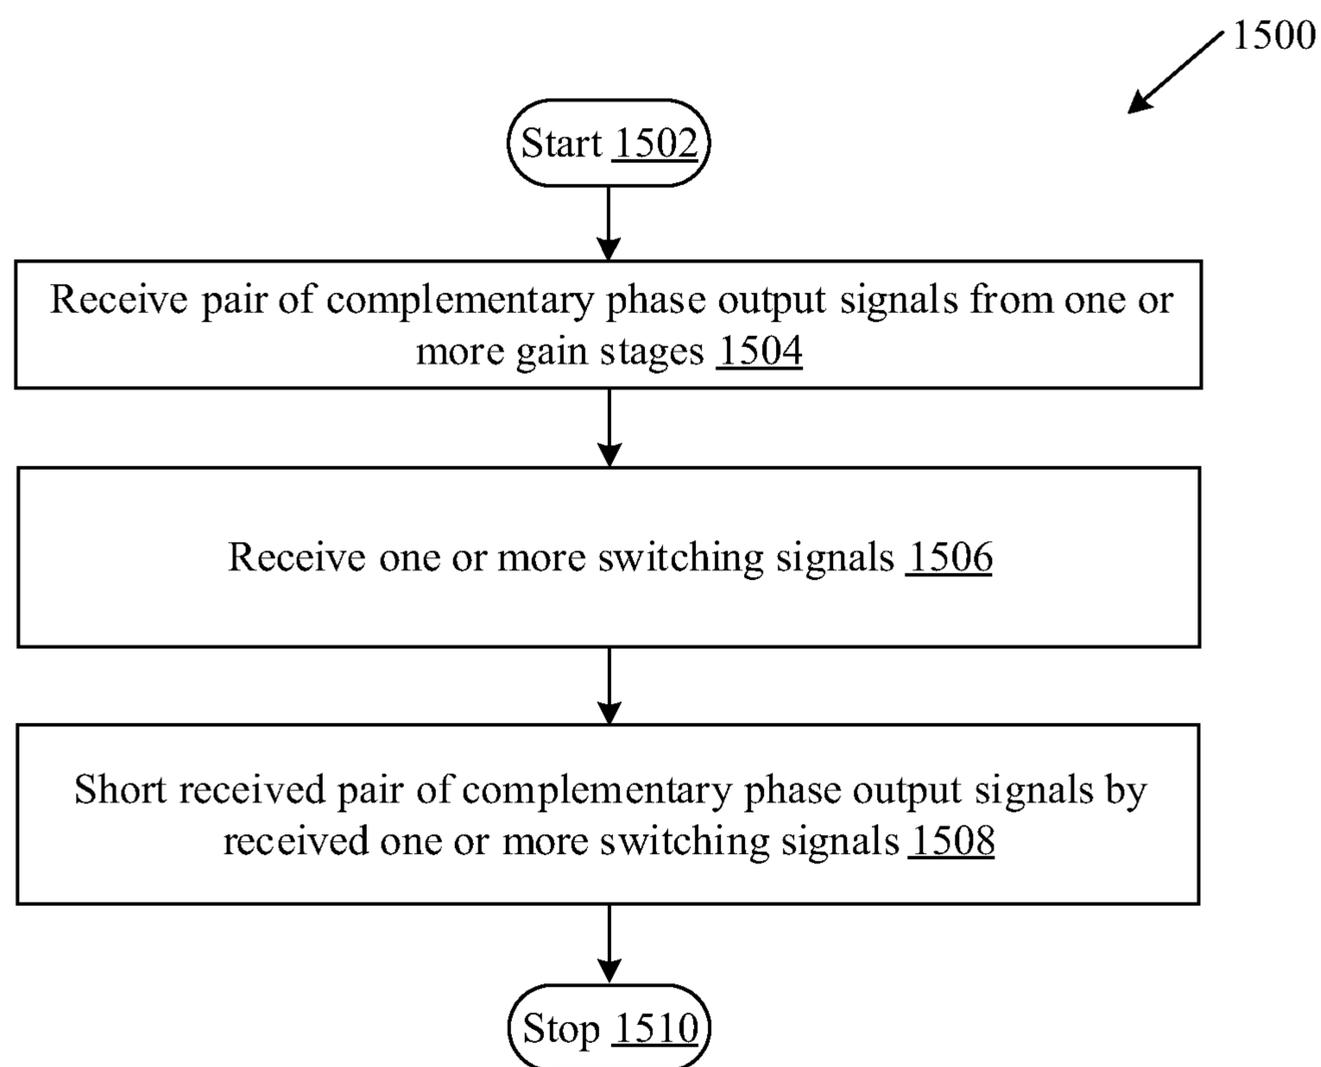 1500
Start 1502
Receive pair of complementary phase output signals from one or
more gain stages 1504
Receive one or more switching signals 1506
Short received pair of complementary phase output signals by
received one or more switching signals 1508
Stop 1510